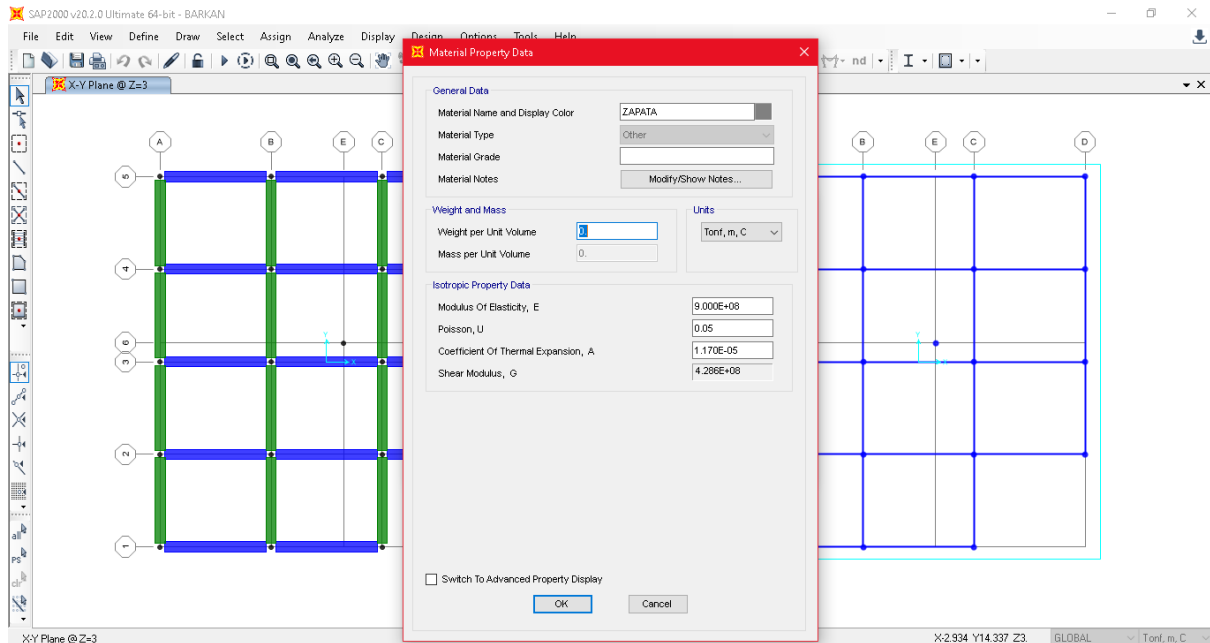 SAP2000 v20.2.0 Ultimate 64-bit - BARKAN
File Edit View Define Draw Select Assign Analyze Display Design Options Tools Help
nd
X-Y Plane @ Z=3
Material Property Data
General Data
Material Name and Display Color ZAPATA
Material Type Other
Material Grade
Material Notes Modify/Show Notes...
Weight and Mass
Units
Weight per Unit Volume 0.
Tonf, m, C
Mass per Unit Volume 0.
Isotropic Property Data
Modulus Of Elasticity, E 9.000E+08
Poisson, U 0.05
Coefficient Of Thermal Expansion, A 1.170E-05
Shear Modulus, G 4.286E+08
Switch To Advanced Property Display
OK Cancel
A B E C B E C D
5
4
6
3
2
1
Y
X
Y
X
all
PS
clr
X-Y Plane @ Z=3
X-2.934 Y14.337 Z3.
GLOBAL
Tonf, m, C